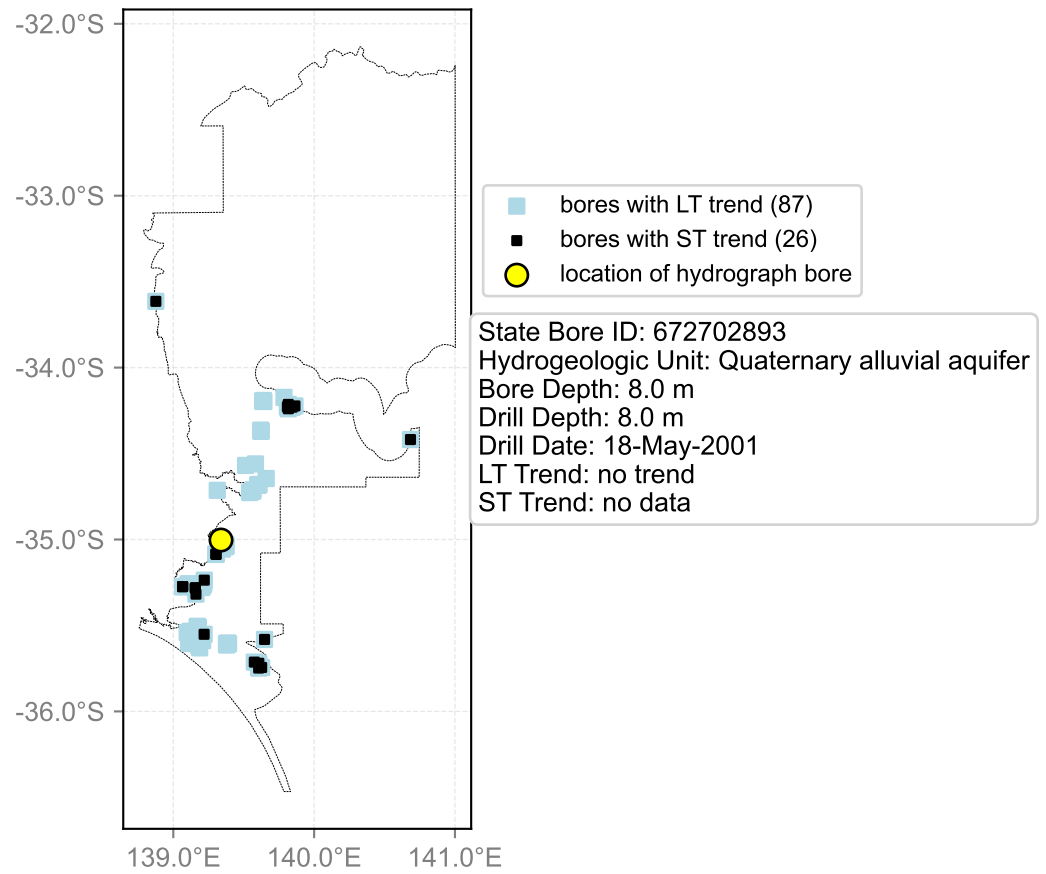 -32.0°S
-33.0°S
-34.0°S
-35.0°S
-36.0°S
139.0°E 140.0°E 141.0°E
bores with LT trend (87)
bores with ST trend (26)
location of hydrograph bore
State Bore ID: 672702893
Hydrogeologic Unit: Quaternary alluvial aquifer
Bore Depth: 8.0 m
Drill Depth: 8.0 m
Drill Date: 18-May-2001
LT Trend: no trend
ST Trend: no data